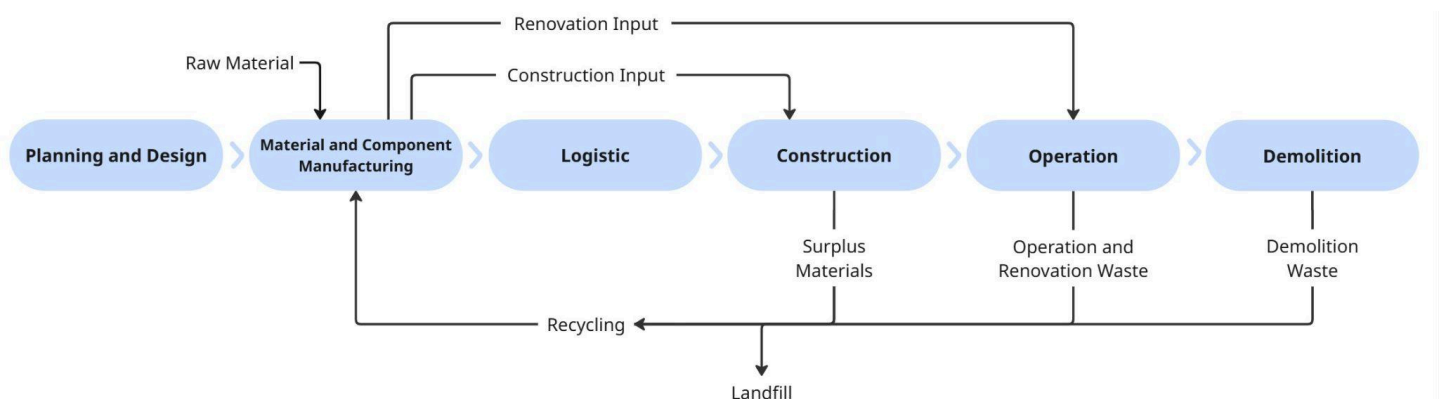 Renovation Input
Raw Material
Construction Input
Planning and Design
Material and Component
Manufacturing
Logistic
Construction
Operation
Demolition
Surplus
Materials
Operation and
Renovation Waste
Demolition
Waste
Recycling
Landfill